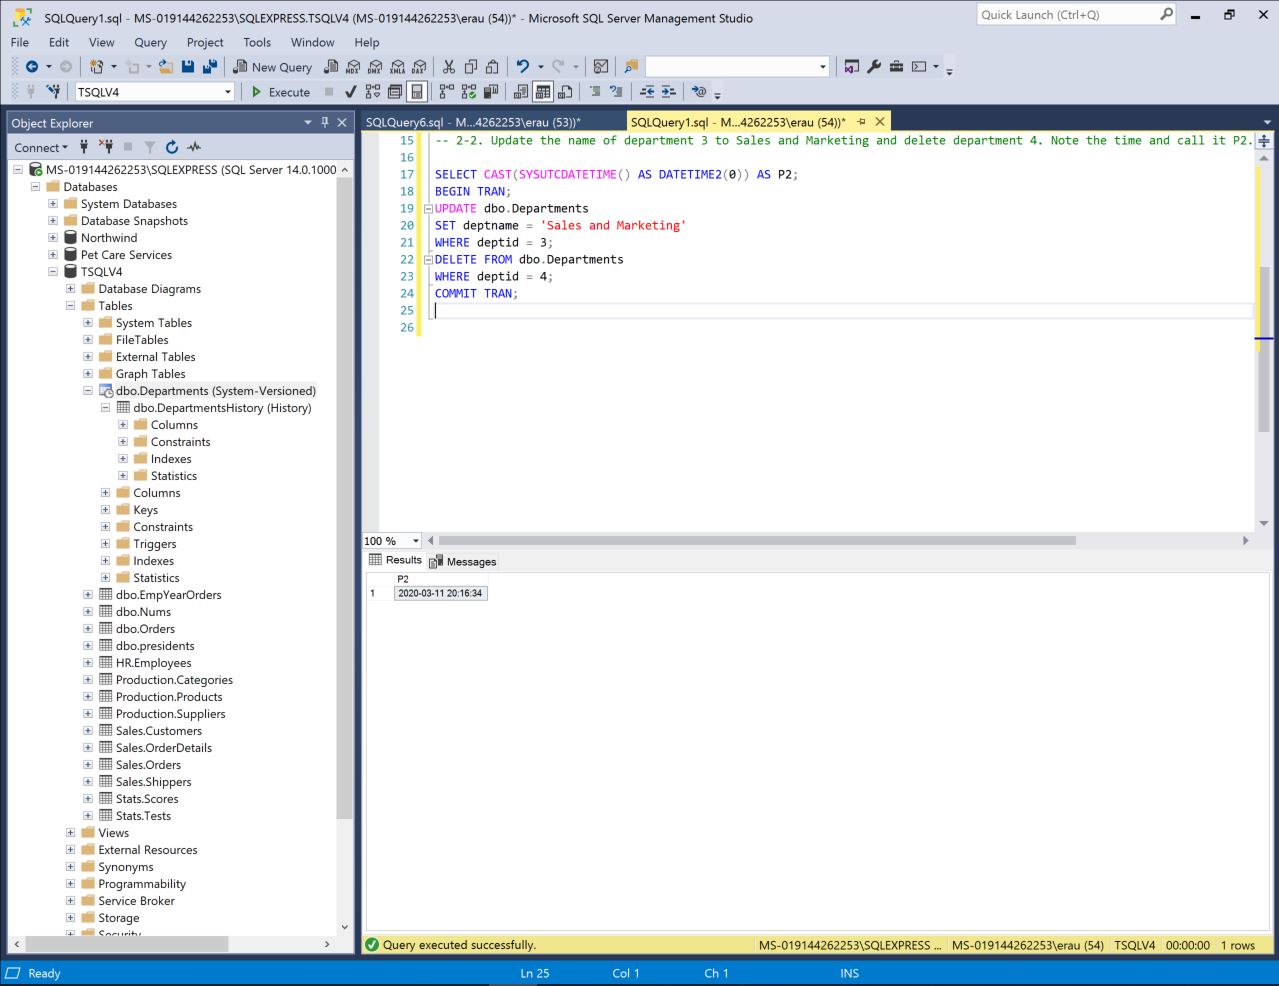 SQLQuery1.sql - MS-019144262253\SQLEXPRESS.TSQLV4 (MS-019144262253\erau (54))* - Microsoft SQL Server Management Studio
Quick Launch (Ctrl+Q)
File Edit View Query Project Tools Window Help
New Query MDX DMX XMLA DAX
TSQLV4 Execute
Object Explorer
Connect
MS-019144262253\SQLEXPRESS (SQL Server 14.0.1000
Databases
System Databases
Database Snapshots
Northwind
Pet Care Services
TSQLV4
Database Diagrams
Tables
System Tables
FileTables
External Tables
Graph Tables
dbo.Departments (System-Versioned)
dbo.DepartmentsHistory (History)
Columns
Constraints
Indexes
Statistics
Columns
Keys
Constraints
Triggers
Indexes
Statistics
dbo.EmpYearOrders
dbo.Nums
dbo.Orders
dbo.presidents
HR.Employees
Production.Categories
Production.Products
Production.Suppliers
Sales.Customers
Sales.OrderDetails
Sales.Orders
Sales.Shippers
Stats.Scores
Stats.Tests
Views
External Resources
Synonyms
Programmability
Service Broker
Storage
Security
SQLQuery6.sql - M...4262253\erau (53))*
SQLQuery1.sql - M...4262253\erau (54))*
15 -- 2-2. Update the name of department 3 to Sales and Marketing and delete department 4. Note the time and call it P2.
16
17 SELECT CAST(SYSUTCDATETIME() AS DATETIME2(0)) AS P2;
18 BEGIN TRAN;
19 UPDATE dbo.Departments
20 SET deptname = 'Sales and Marketing'
21 WHERE deptid = 3;
22 DELETE FROM dbo.Departments
23 WHERE deptid = 4;
24 COMMIT TRAN;
25
26
100 %
Results Messages
P2
1 2020-03-11 20:16:34
Query executed successfully.
MS-019144262253\SQLEXPRESS ... MS-019144262253\erau (54) TSQLV4 00:00:00 1 rows
Ready Ln 25 Col 1 Ch 1 INS